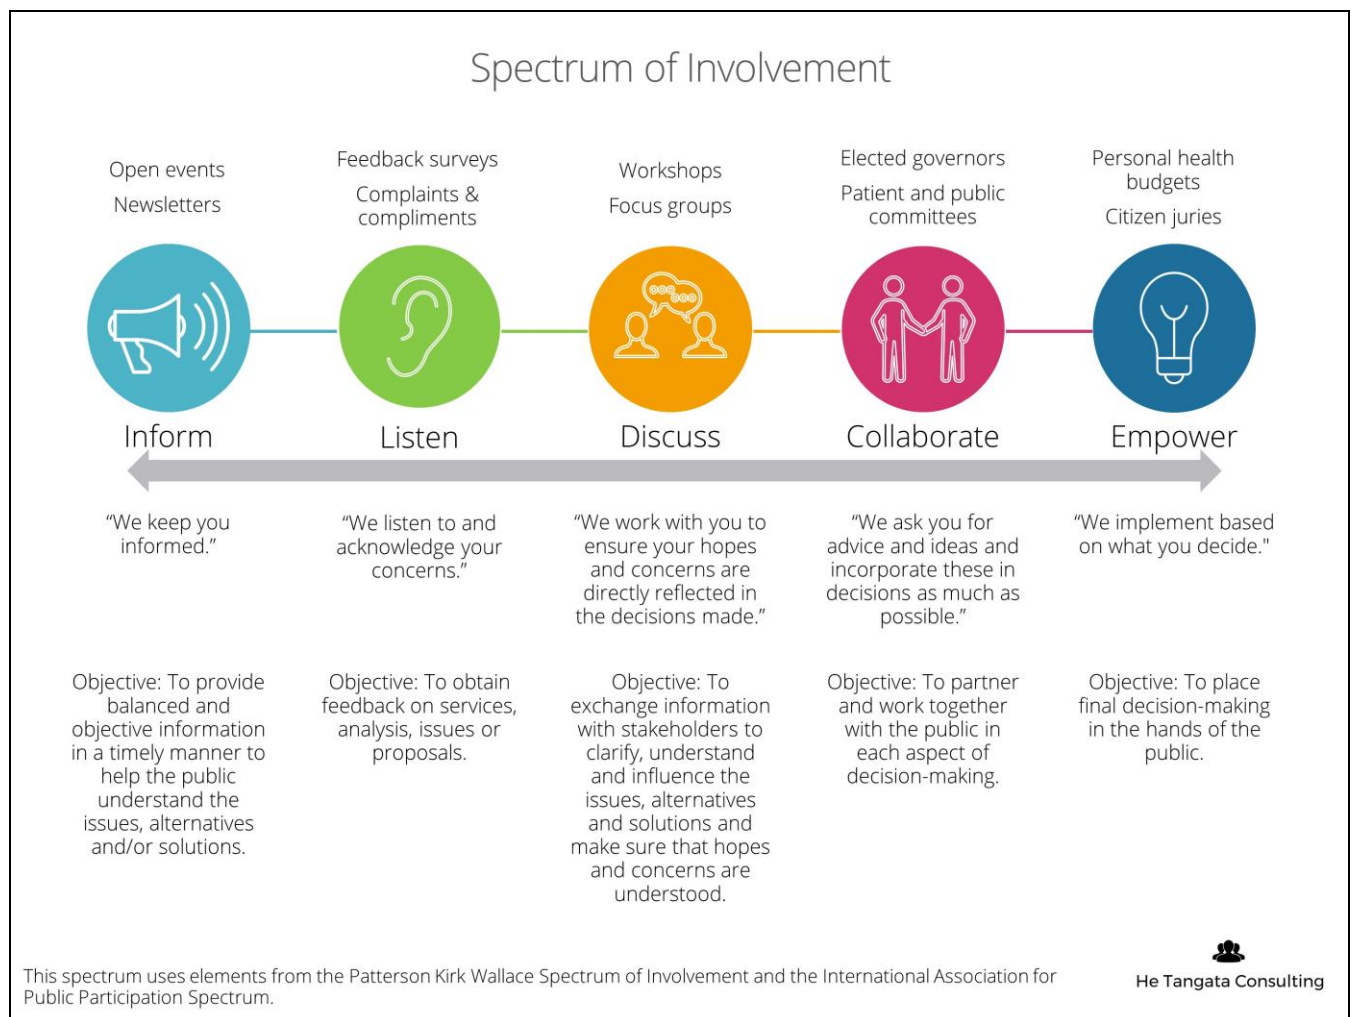 Spectrum of Involvement
Open events
Newsletters
Feedback surveys
Complaints &
compliments
Workshops
Focus groups
Elected governors
Patient and public
committees
Personal health
budgets
Citizen juries
Inform
Listen
Discuss
Collaborate
Empower
“We keep you
informed.”
“We listen to and
acknowledge your
concerns.”
“We work with you to
ensure your hopes
and concerns are
directly reflected in
the decisions made.”
“We ask you for
advice and ideas and
incorporate these in
decisions as much as
possible.”
“We implement based
on what you decide."
Objective: To provide
balanced and
objective information
in a timely manner to
help the public
understand the
issues, alternatives
and/or solutions.
Objective: To obtain
feedback on services,
analysis, issues or
proposals.
Objective: To
exchange information
with stakeholders to
clarify, understand
and influence the
issues, alternatives
and solutions and
make sure that hopes
and concerns are
understood.
Objective: To partner
and work together
with the public in
each aspect of
decision-making.
Objective: To place
final decision-making
in the hands of the
public.
This spectrum uses elements from the Patterson Kirk Wallace Spectrum of Involvement and the International Association for
Public Participation Spectrum.
He Tangata Consulting